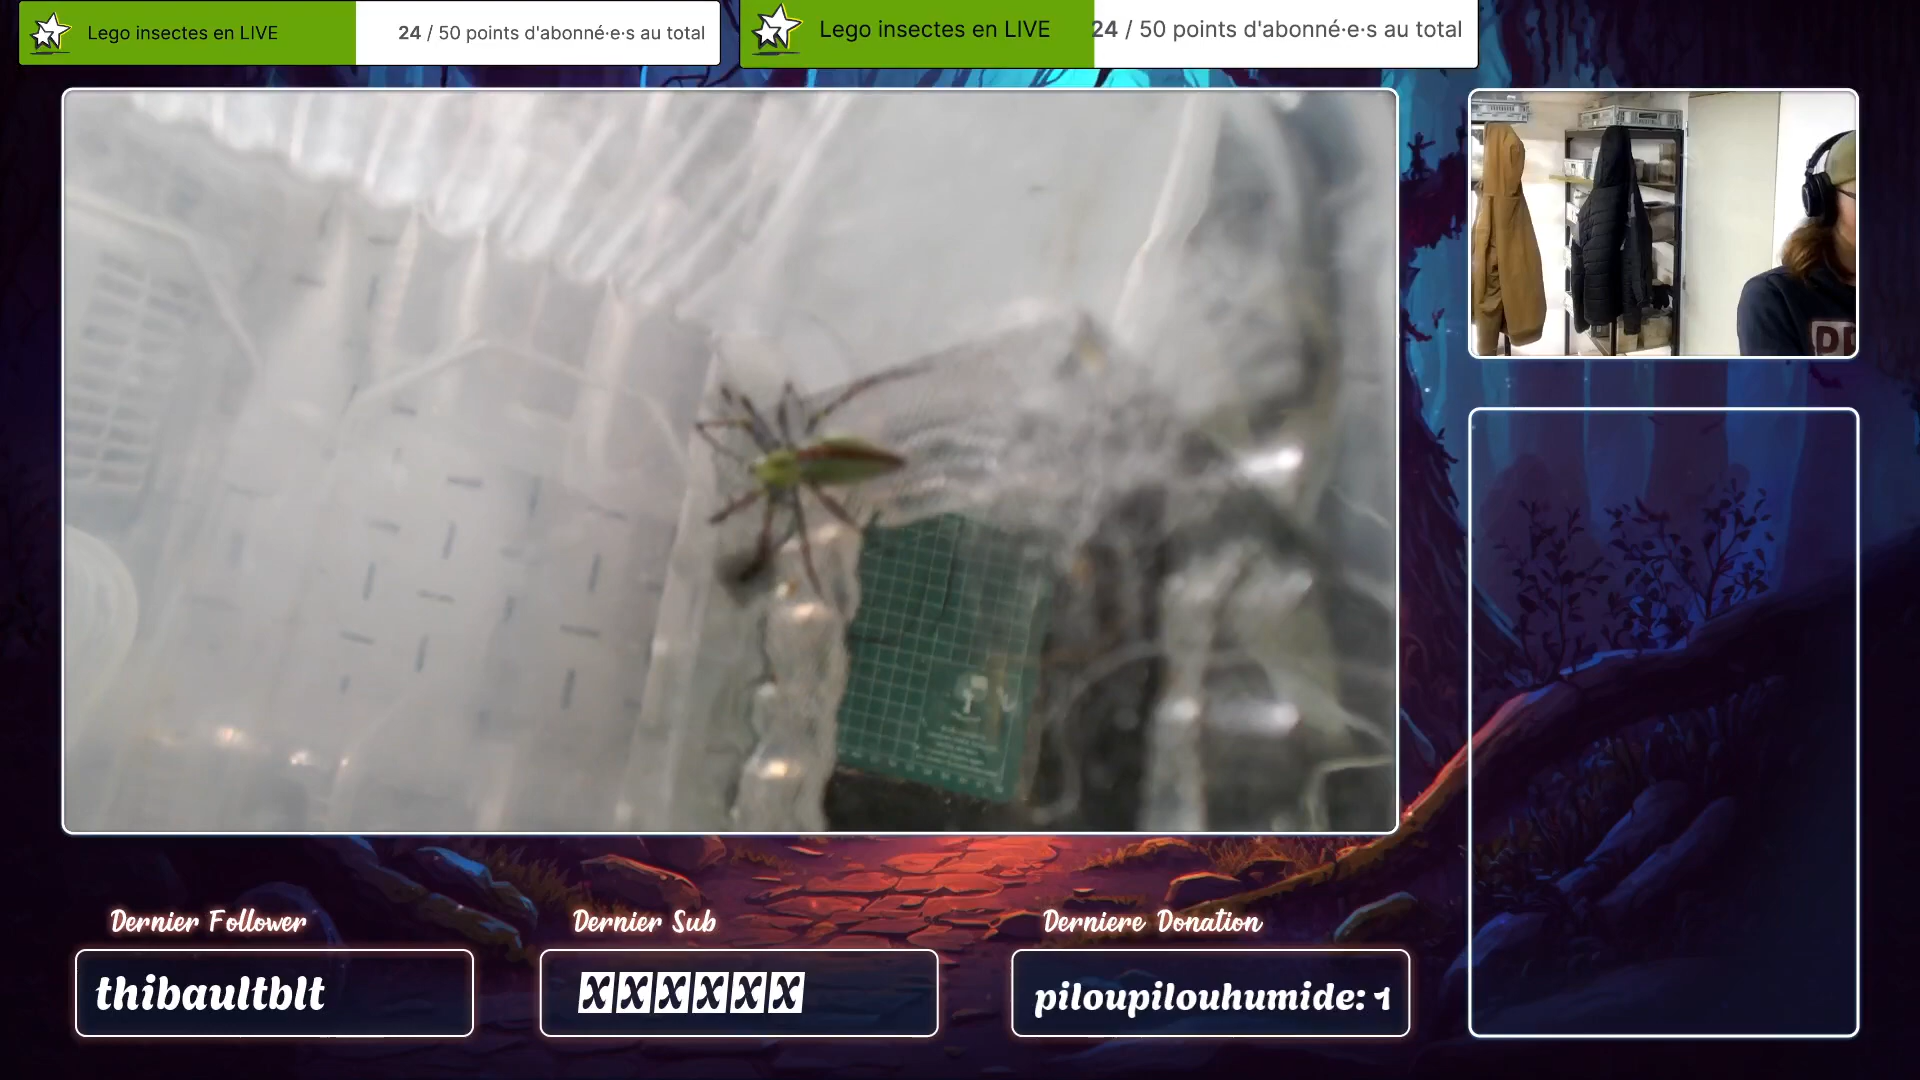 Lego insectes en LIVE
24 / 50 points d'abonné·e·s au total
Lego insectes en LIVE
24 / 50 points d'abonné·e·s au total
Dernier Follower
thibaultblt
Dernier Sub
XXXXXX
Derniere Donation
piloupilouhumide: 1